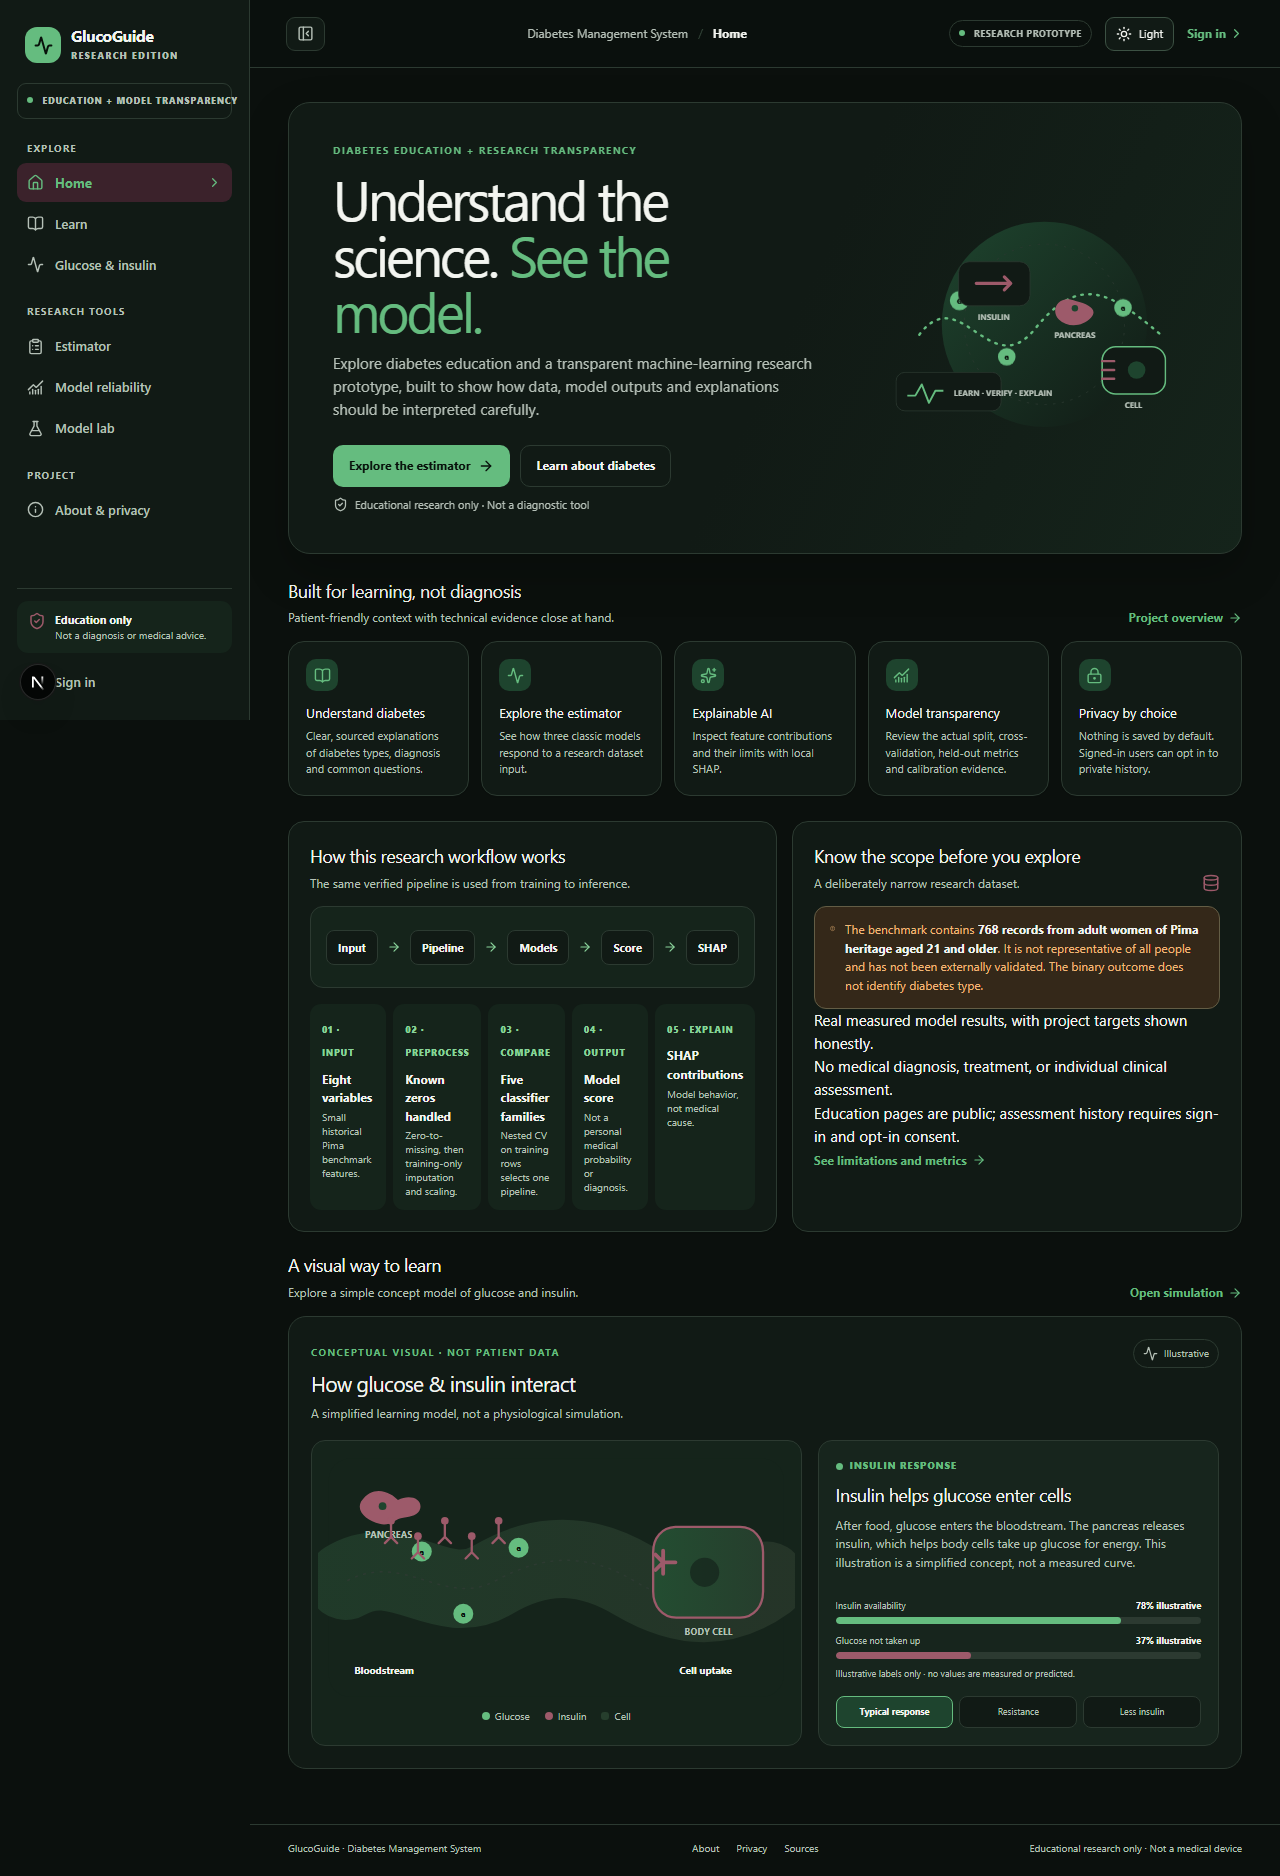 GlucoGuide
RESEARCH EDITION
EDUCATION + MODEL TRANSPARENCY
EXPLORE
Home
Learn
Glucose & insulin
RESEARCH TOOLS
Estimator
Model reliability
Model lab
PROJECT
About & privacy
Education only
Not a diagnosis or medical advice.
N
Sign in
Diabetes Management System / Home
RESEARCH PROTOTYPE
Light
Sign in
DIABETES EDUCATION + RESEARCH TRANSPARENCY
Understand the
science. See the
model.
Explore diabetes education and a transparent machine-learning research
prototype, built to show how data, model outputs and explanations
should be interpreted carefully.
Explore the estimator
Learn about diabetes
Educational research only · Not a diagnostic tool
INSULIN
PANCREAS
LEARN · VERIFY · EXPLAIN
CELL
Built for learning, not diagnosis
Patient-friendly context with technical evidence close at hand.
Project overview
Understand diabetes
Clear, sourced explanations
of diabetes types, diagnosis
and common questions.
Explore the estimator
See how three classic models
respond to a research dataset
input.
Explainable AI
Inspect feature contributions
and their limits with local
SHAP.
Model transparency
Review the actual split, cross-
validation, held-out metrics
and calibration evidence.
Privacy by choice
Nothing is saved by default.
Signed-in users can opt in to
private history.
How this research workflow works
The same verified pipeline is used from training to inference.
Input
Pipeline
Models
Score
SHAP
01 ·
INPUT
Eight
variables
Small
historical
Pima
benchmark
features.
02 ·
PREPROCESS
Known
zeros
handled
Zero-to-
missing, then
training-only
imputation
and scaling.
03 ·
COMPARE
Five
classifier
families
Nested CV
on training
rows
selects one
pipeline.
04 ·
OUTPUT
Model
score
Not a
personal
medical
probability
or
diagnosis.
05 · EXPLAIN
SHAP
contributions
Model behavior,
not medical
cause.
Know the scope before you explore
A deliberately narrow research dataset.
The benchmark contains 768 records from adult women of Pima
heritage aged 21 and older. It is not representative of all people
and has not been externally validated. The binary outcome does
not identify diabetes type.
Real measured model results, with project targets shown
honestly.
No medical diagnosis, treatment, or individual clinical
assessment.
Education pages are public; assessment history requires sign-
in and opt-in consent.
See limitations and metrics
A visual way to learn
Explore a simple concept model of glucose and insulin.
Open simulation
CONCEPTUAL VISUAL · NOT PATIENT DATA
Illustrative
How glucose & insulin interact
A simplified learning model, not a physiological simulation.
PANCREAS
BODY CELL
Bloodstream
Cell uptake
Glucose
Insulin
Cell
INSULIN RESPONSE
Insulin helps glucose enter cells
After food, glucose enters the bloodstream. The pancreas releases
insulin, which helps body cells take up glucose for energy. This
illustration is a simplified concept, not a measured curve.
Insulin availability
78% illustrative
Glucose not taken up
37% illustrative
Illustrative labels only · no values are measured or predicted.
Typical response
Resistance
Less insulin
GlucoGuide · Diabetes Management System
About
Privacy
Sources
Educational research only · Not a medical device